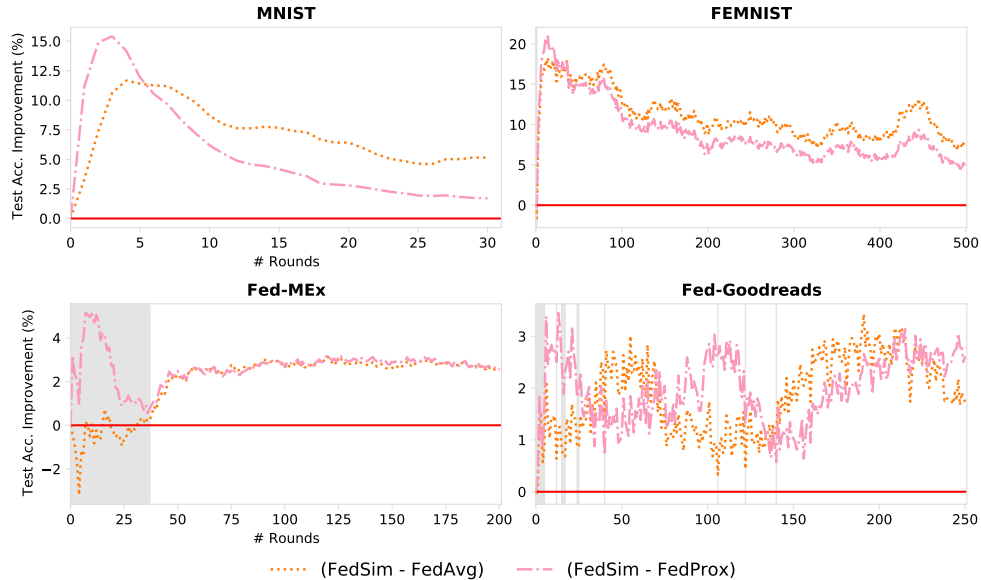 MNIST
FEMNIST
Test Acc. Improvement (%)
15.0
12.5
10.0
7.5
5.0
2.5
0.0
0 5 10 15 20 25 30
# Rounds
20
15
10
5
0
0 100 200 300 400 500
Fed-MEx
Fed-Goodreads
Test Acc. Improvement (%)
4
2
0
−2
0 25 50 75 100 125 150 175 200
# Rounds
3
2
1
0
0 50 100 150 200 250
(FedSim - FedAvg) (FedSim - FedProx)